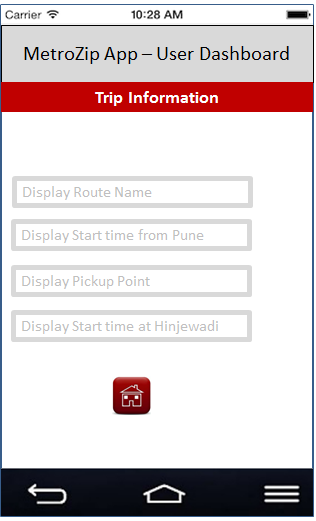 Carrier 10:28 AM
MetroZip App – User Dashboard
Trip Information
Display Route Name
Display Start time from Pune
Display Pickup Point
Display Start time at Hinjewadi